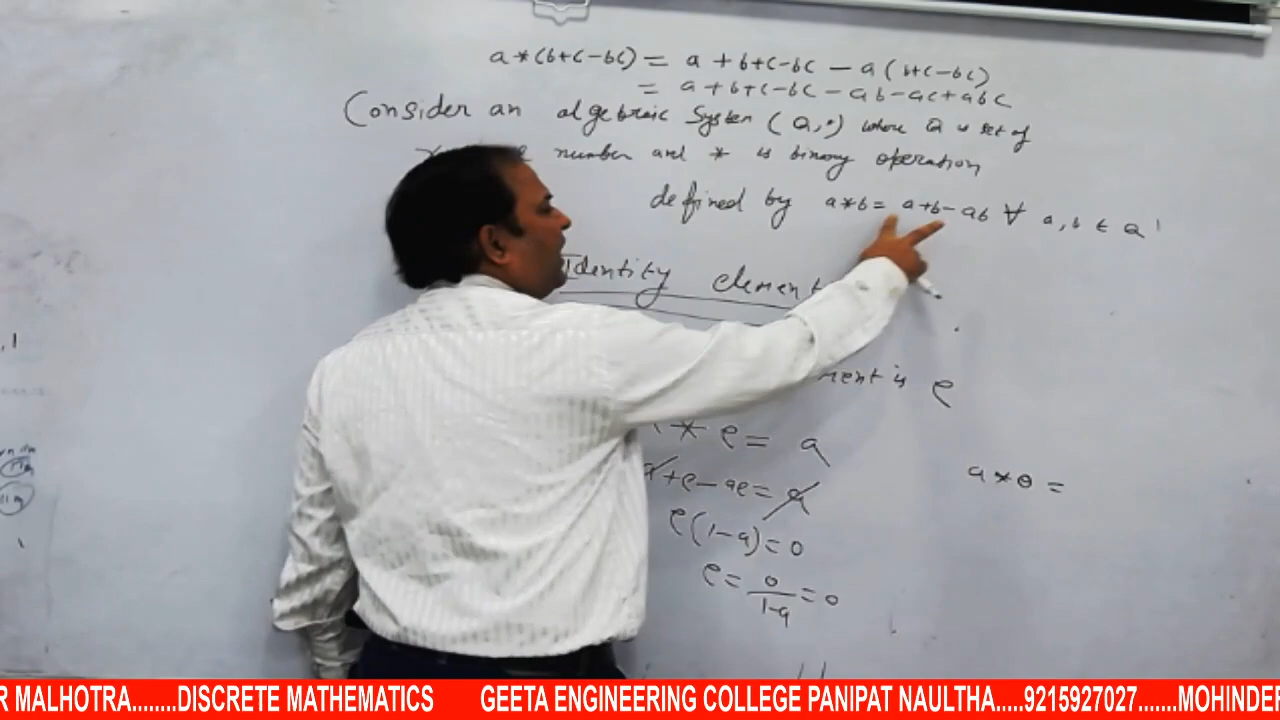 a*(b+c-bc) = a+b+c-bc - a(b+c-bc)
= a+b+c-bc-ab-ac+abc
Consider an algebraic System (Q,*) where Q is set of
number and * is binary operation
defined by a*b= a+b-ab ∀ a,b ∈ Q
Identity element
ment is e
* e = a
a+e-ae=a
e(1-a)=0
e= 0/1-a =0
a*0=
R MALHOTRA........DISCRETE MATHEMATICS GEETA ENGINEERING COLLEGE PANIPAT NAULTHA.....9215927027.......MOHINDER